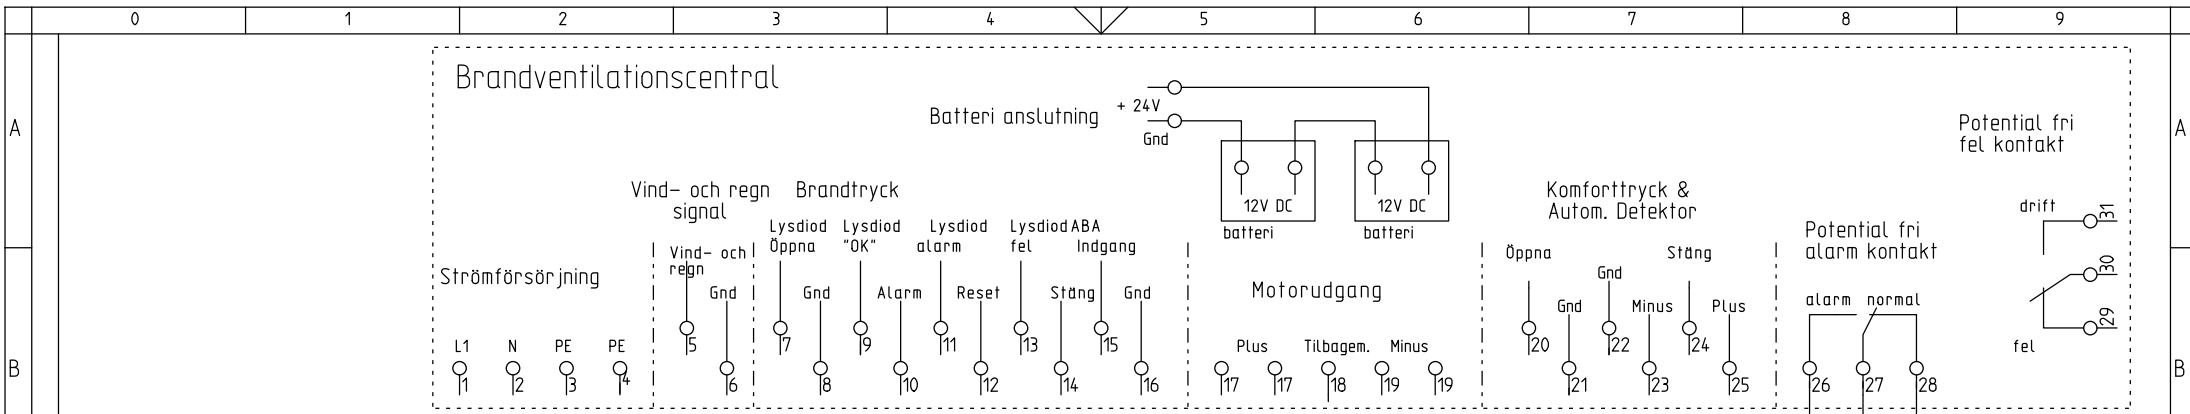 0 1 2 3 4 5 6 7 8 9
Brandventilationscentral
+ 24V
Batteri anslutning
Gnd
A
A
Potential fri
fel kontakt
Vind- och regn
signal
Brandtryck
12V DC
12V DC
batteri
batteri
Komforttryck &
Autom. Detektor
drift
31
Lysdiod
Öppna
Lysdiod
"OK"
Lysdiod
alarm
Lysdiod
fel
ABA
Indgang
Potential fri
alarm kontakt
Vind- och
regn
Öppna
Stäng
30
Strömförsörjning
Gnd
Gnd
Alarm
Reset
Stäng
Gnd
Motorudgang
Gnd
Gnd
Minus
Plus
alarm normal
29
fel
L1 N PE PE
Plus Tilbagem. Minus
5 7 9 11 13 15 20 22 24
B
B
1 2 3 4 6 8 10 12 14 16 17 17 18 19 19 21 23 25 26 27 28